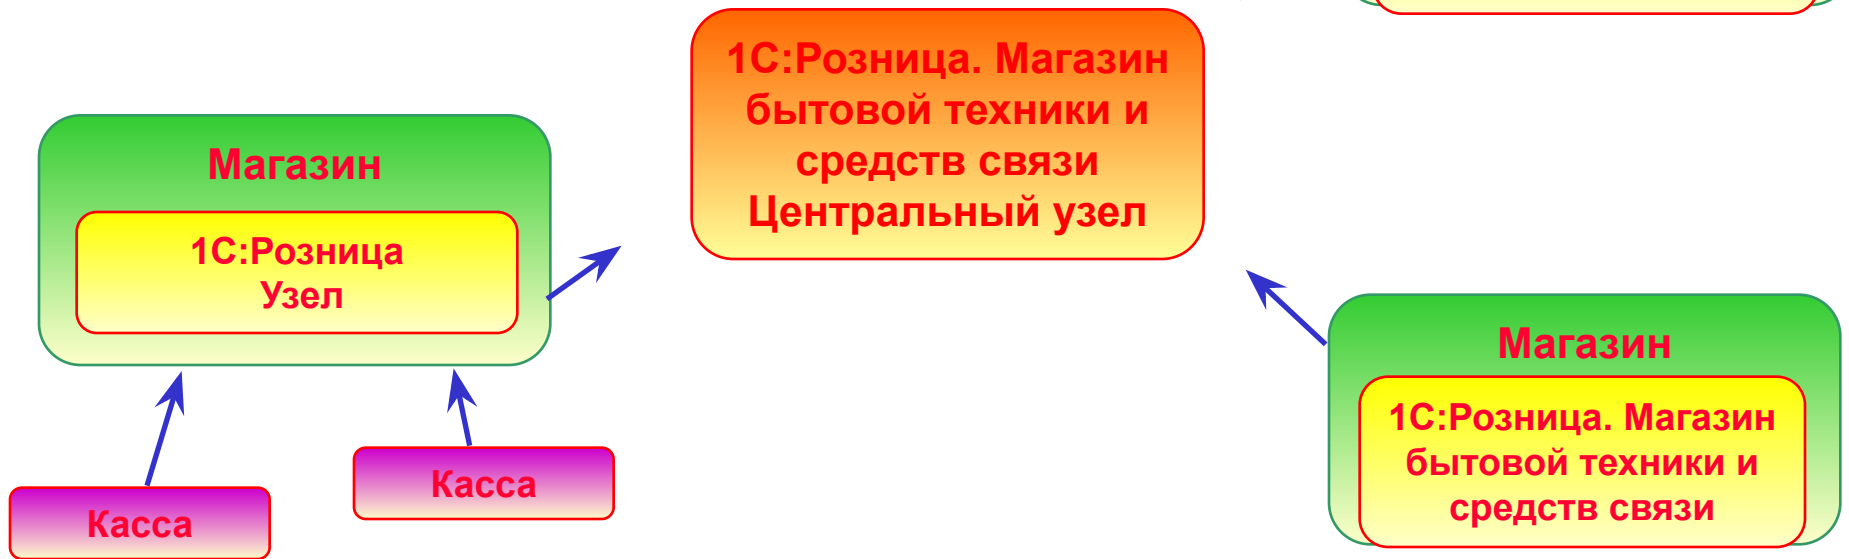 1С:Розница. Магазин
бытовой техники и
средств связи
Центральный узел
Магазин
1С:Розница
Узел
Касса
Касса
Магазин
1С:Розница. Магазин
бытовой техники и
средств связи